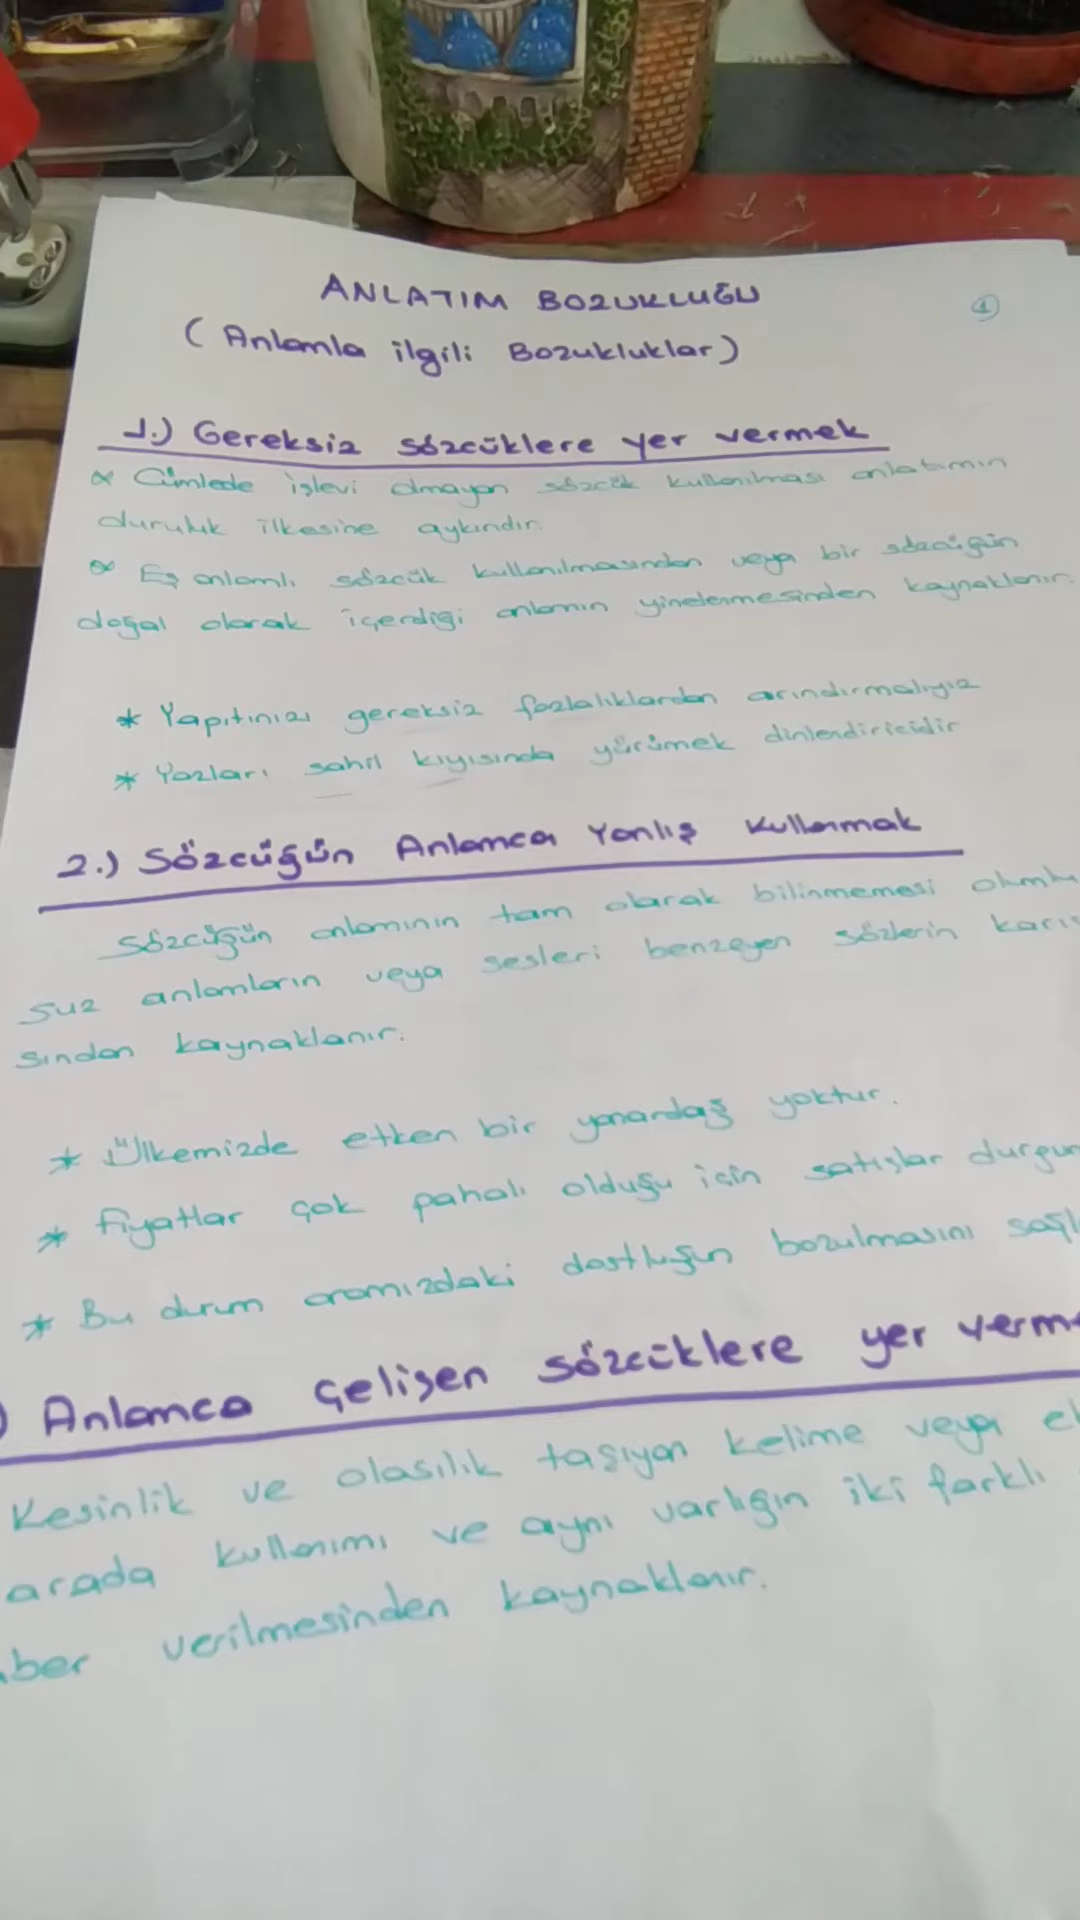 ANLATIM BOZUKLUĞU
1
(Anlamla ilgili Bozukluklar)
1.) Gereksiz sözcüklere yer vermek
Cümlede işlevi olmayan sözcük kullanılması anlatımın
duruluk ilkesine aykırıdır.
Eş anlamlı sözcük kullanılmasından veya bir sözcüğün
doğal olarak içerdiği anlamın yinelenmesinden kaynaklanır.
* Yapıtınızı gereksiz fazlalıklardan arındırmalıyız
* Yazları sahil kıyısında yürümek dinlendiricidir
2.) Sözcüğün Anlamca Yanlış Kullanmak
Sözcüğün anlamının tam olarak bilinmemesi olumlu
suz anlamların veya sesleri benzeyen sözlerin karış
sından kaynaklanır.
* Ülkemizde etken bir yanardağ yoktur.
* Fiyatlar çok pahalı olduğu için satışlar durgun
* Bu durum aramızdaki dostluğun bozulmasını sağl
) Anlamca Çelişen sözcüklere yer verme
Kesinlik ve olasılık taşıyan kelime veya
arada kullanımı ve aynı varlığın iki farklı
ber verilmesinden kaynaklanır.